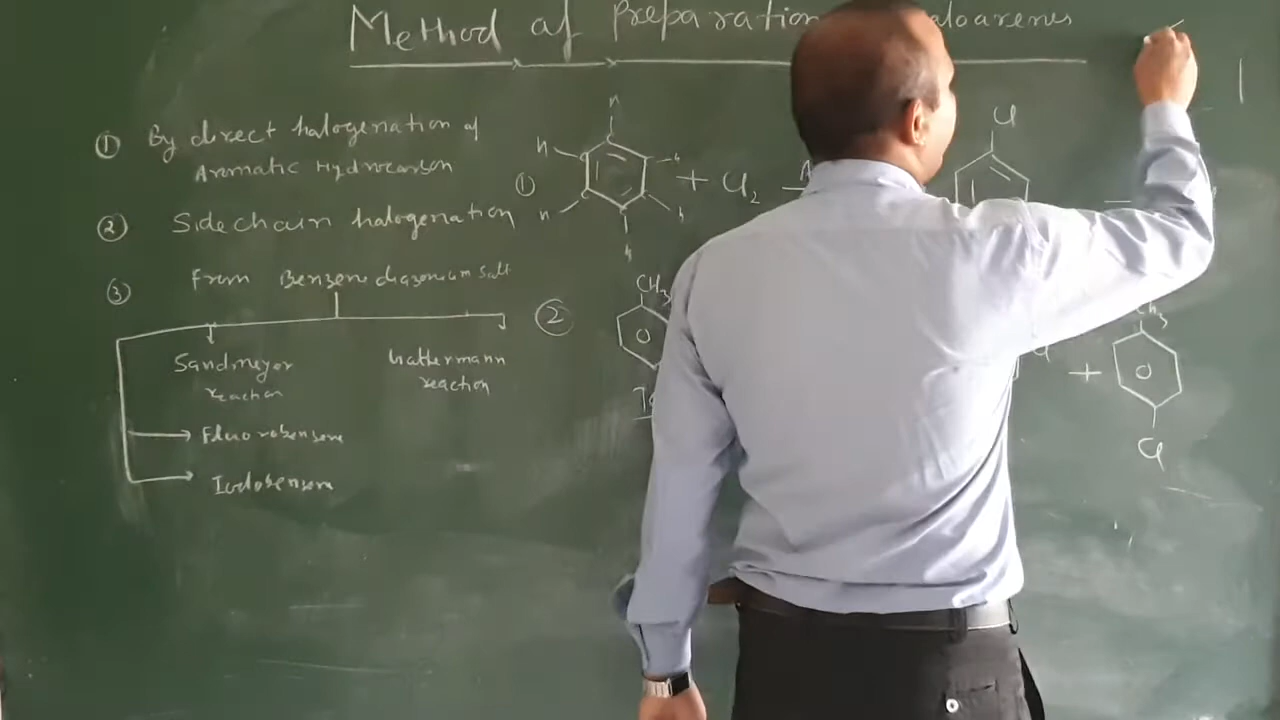 Method of Preparation aloarenes
① By direct halogenation of
Aromatic Hydrocarbon
② Sidechain halogenation
③ from Benzene diazonium salt
Sandmeyer reaction
Gattermann reaction
→ Fluorobenzene
→ Iodobenzene
① + Cl2
Cl
② CH3
CH3
+
Cl